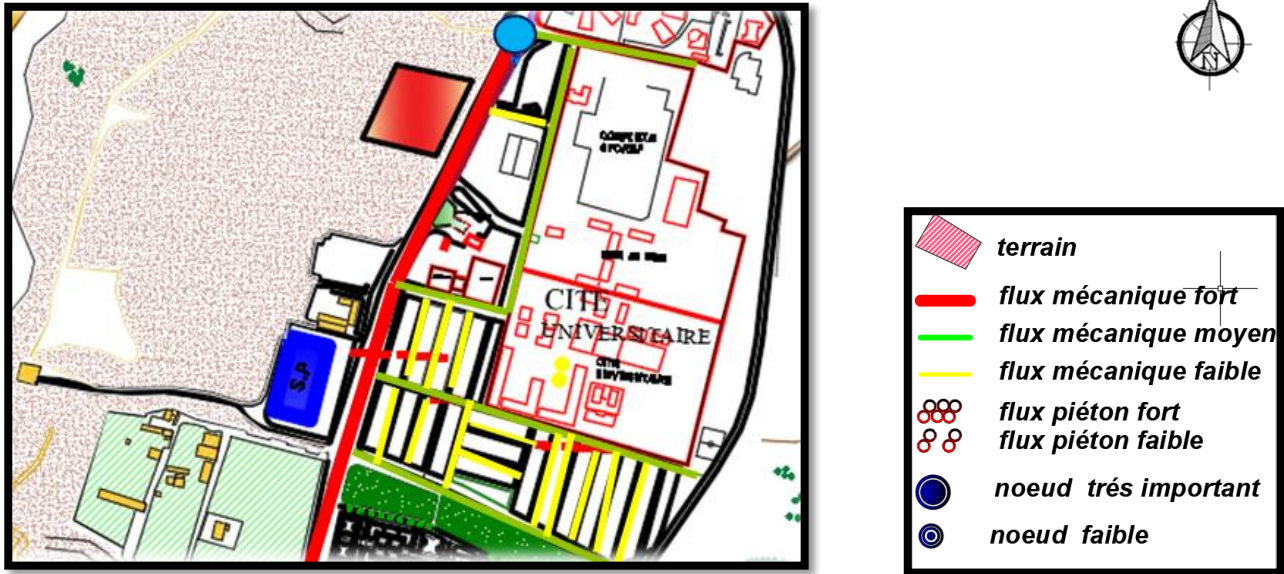 N
S.P
CITE
UNIVERSITAIRE
terrain
flux mécanique fort
flux mécanique moyen
flux mécanique faible
flux piéton fort
flux piéton faible
noeud trés important
noeud faible